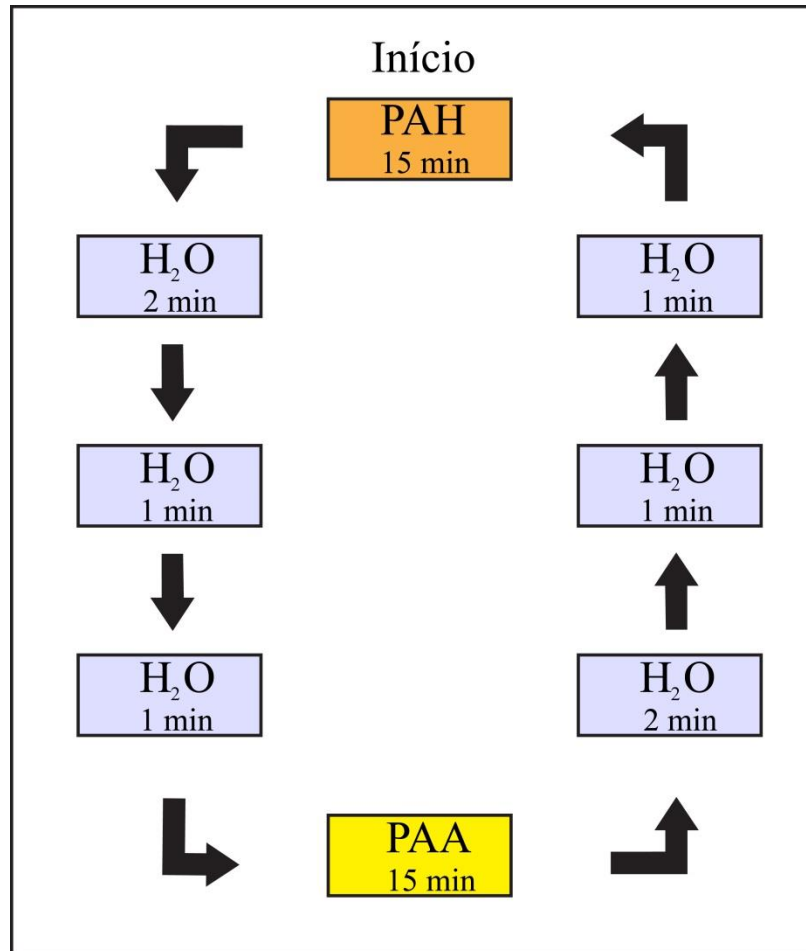 Início
PAH
15 min
H₂O
2 min
H₂O
1 min
H₂O
1 min
PAA
15 min
H₂O
2 min
H₂O
1 min
H₂O
1 min